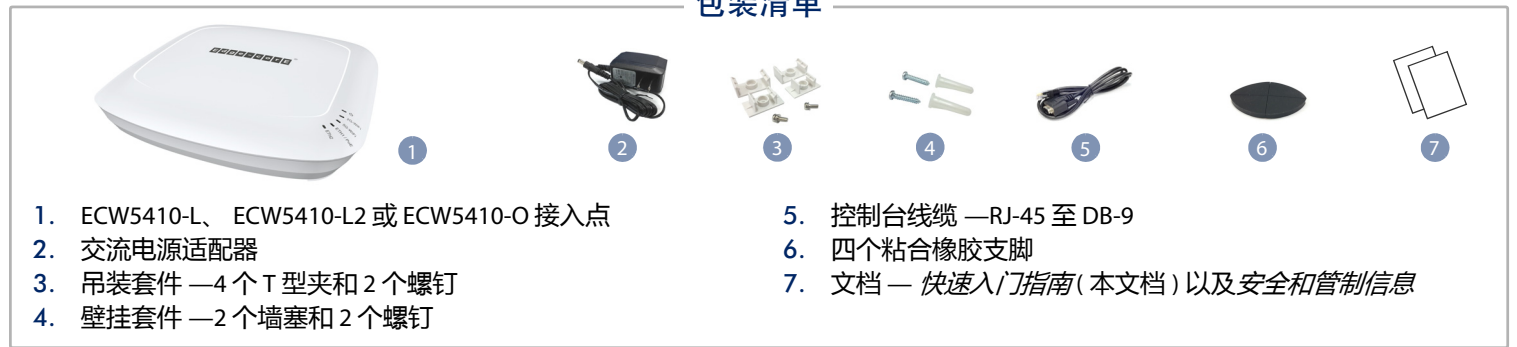 包装清单
1
2
3
4
5
6
7
1. ECW5410-L、 ECW5410-L2 或 ECW5410-O 接入点
2. 交流电源适配器
3. 吊装套件 —4 个 T 型夹和 2 个螺钉
4. 壁挂套件 —2 个墙塞和 2 个螺钉
5. 控制台线缆 —RJ-45 至 DB-9
6. 四个粘合橡胶支脚
7. 文档 — 快速入门指南 ( 本文档 ) 以及安全和管制信息